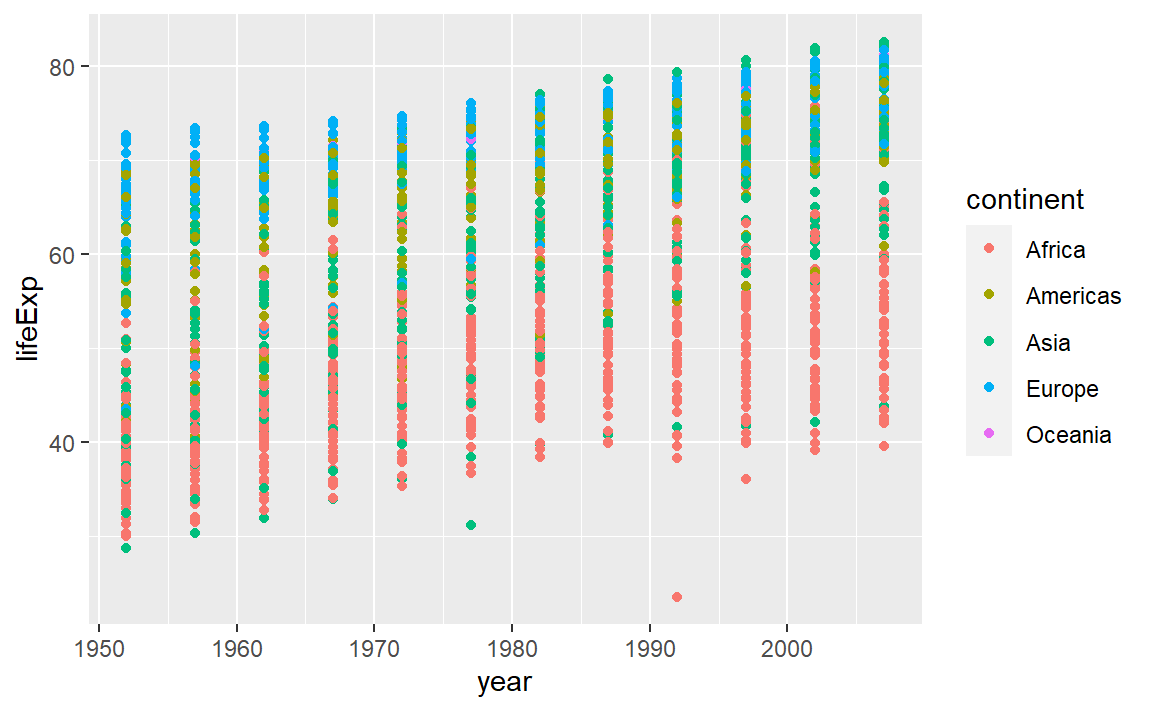 80
60
40
lifeExp
1950 1960 1970 1980 1990 2000
year
continent
Africa
Americas
Asia
Europe
Oceania